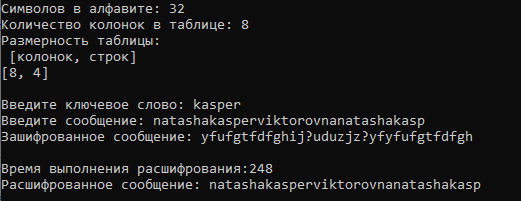 Символов в алфавите: 32
Количество колонок в таблице: 8
Размерность таблицы:
[колонок, строк]
[8, 4]
Введите ключевое слово: kasper
Введите сообщение: natashakasperviktorovnanatashakasp
Зашифрованное сообщение: yfufgtfdfghij?uduzjz?yfyfufgtfdfgh
Время выполнения расшифрования:248
Расшифрованное сообщение: natashakasperviktorovnanatashakasp